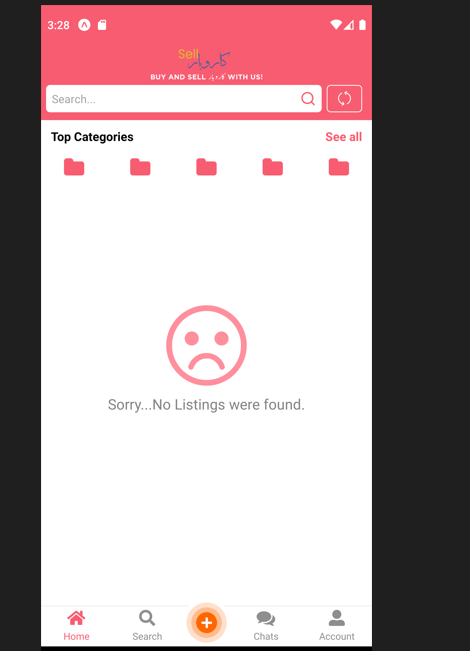 3:28
Sell
کاروبار
BUY AND SELL کاروبار WITH US!
Search...
Top Categories
See all
Sorry...No Listings were found.
Home
Search
Chats
Account